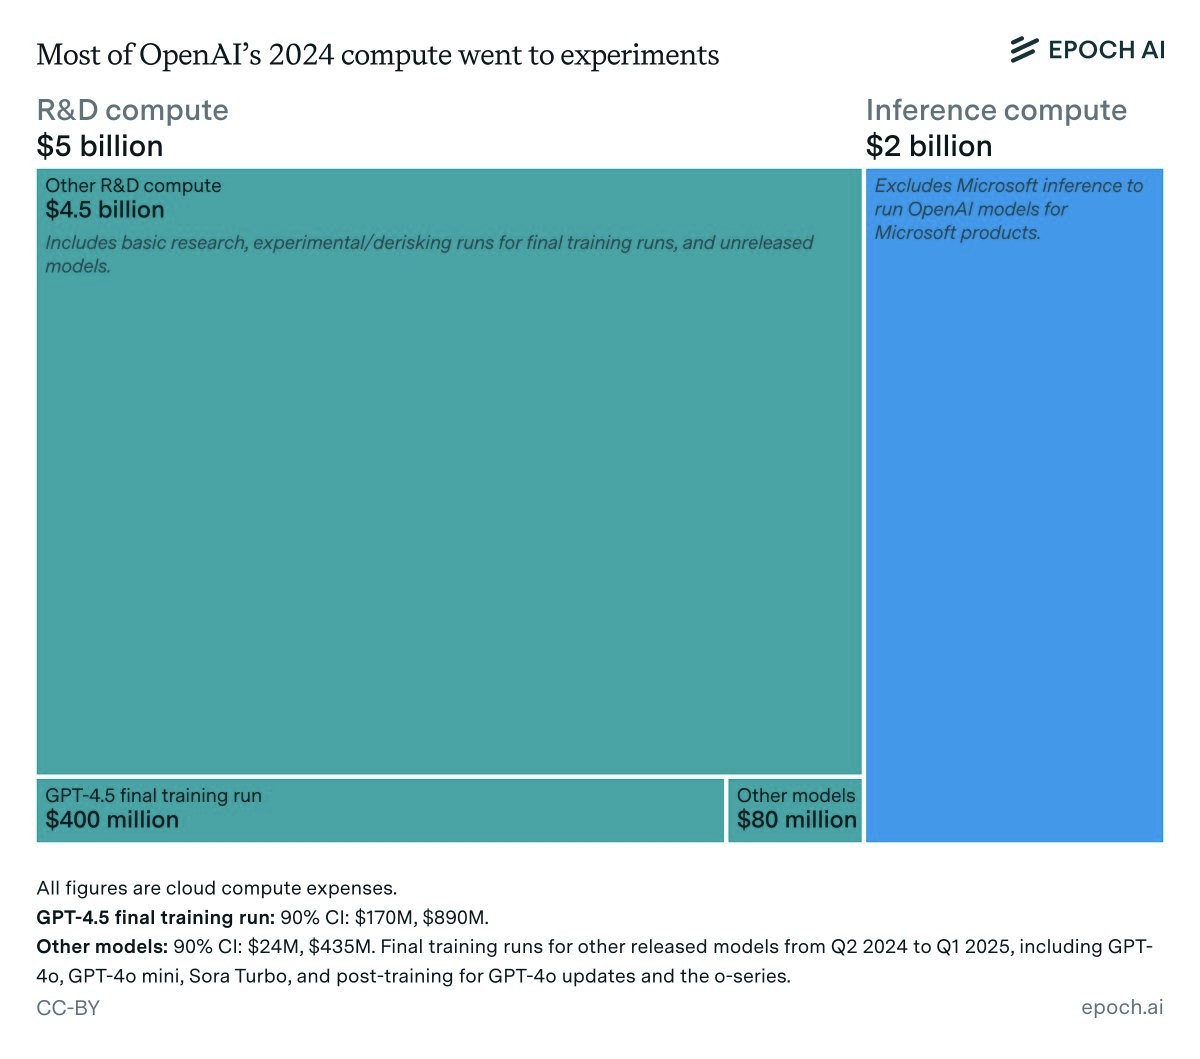 Most of OpenAI’s 2024 compute went to experiments
EPOCH AI
R&D compute
$5 billion
Inference compute
$2 billion
Other R&D compute
$4.5 billion
Includes basic research, experimental/derisking runs for final training runs, and unreleased
models.
Excludes Microsoft inference to
run OpenAI models for
Microsoft products.
GPT-4.5 final training run
$400 million
Other models
$80 million
All figures are cloud compute expenses.
GPT-4.5 final training run: 90% CI: $170M, $890M.
Other models: 90% CI: $24M, $435M. Final training runs for other released models from Q2 2024 to Q1 2025, including GPT-
4o, GPT-4o mini, Sora Turbo, and post-training for GPT-4o updates and the o-series.
CC-BY
epoch.ai